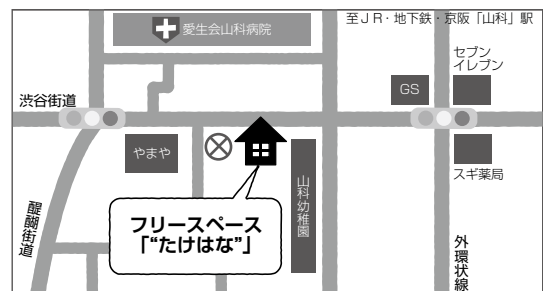 至JR・地下鉄・京阪「山科」駅
愛生会山科病院
セブン
イレブン
GS
渋谷街道
やまや
スギ薬局
山科幼稚園
醍醐街道
フリースペース
「“たけはな”」
外環状線